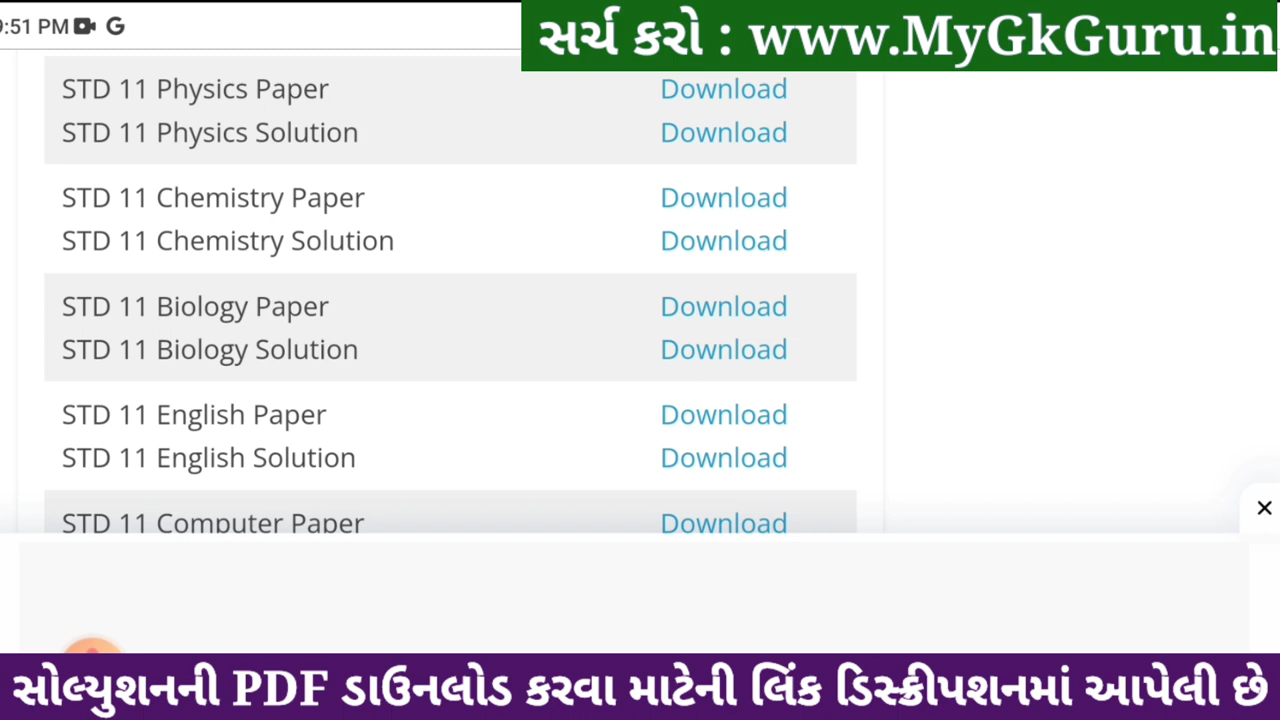 9:51 PM G
સર્ચ કરો : www.MyGkGuru.in
STD 11 Physics Paper Download
STD 11 Physics Solution Download
STD 11 Chemistry Paper Download
STD 11 Chemistry Solution Download
STD 11 Biology Paper Download
STD 11 Biology Solution Download
STD 11 English Paper Download
STD 11 English Solution Download
STD 11 Computer Paper Download
સોલ્યુશનની PDF ડાઉનલોડ કરવા માટેની લિંક ડિસ્ક્રીપશનમાં આપેલી છે